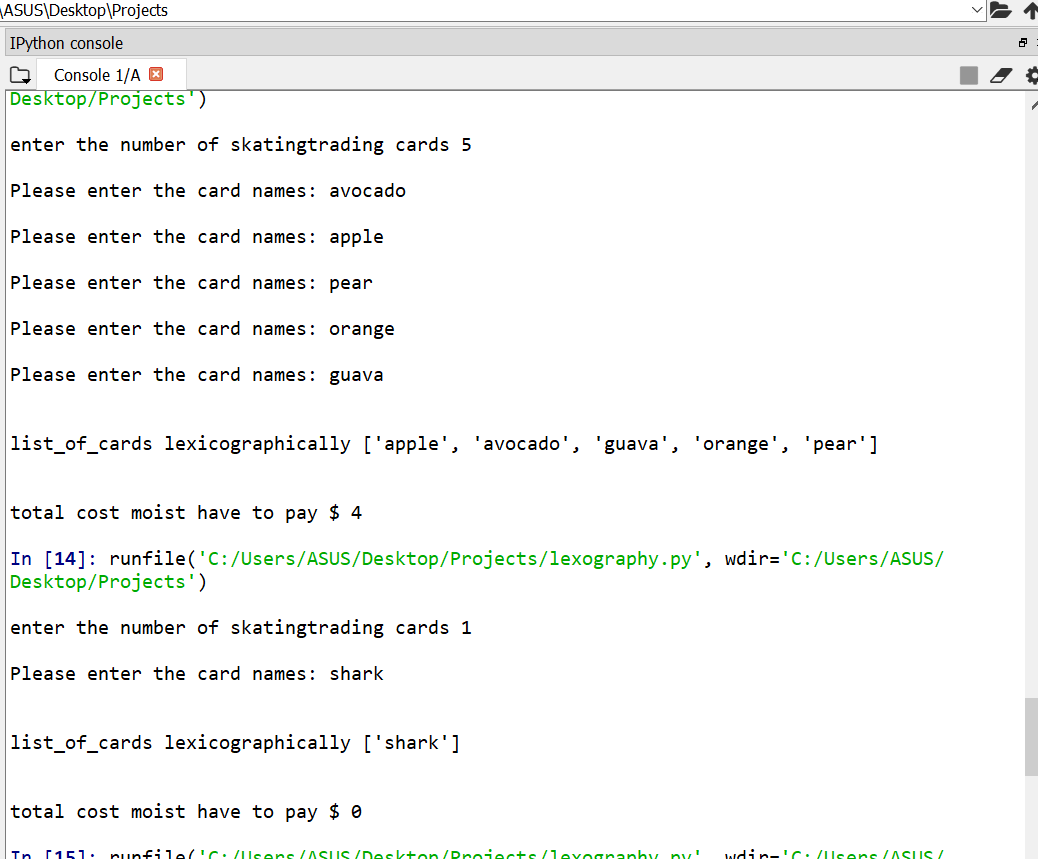 \ASUS\Desktop\Projects
IPython console
Console 1/A
Desktop/Projects')
enter the number of skatingtrading cards 5
Please enter the card names: avocado
Please enter the card names: apple
Please enter the card names: pear
Please enter the card names: orange
Please enter the card names: guava
list_of_cards lexicographically ['apple', 'avocado', 'guava', 'orange', 'pear']
total cost moist have to pay $ 4
In [14]: runfile('C:/Users/ASUS/Desktop/Projects/lexography.py', wdir='C:/Users/ASUS/
Desktop/Projects')
enter the number of skatingtrading cards 1
Please enter the card names: shark
list_of_cards lexicographically ['shark']
total cost moist have to pay $ 0
In [15]: runfile('C:/Users/ASUS/Desktop/Projects/lexography.py', wdir='C:/Users/ASUS/